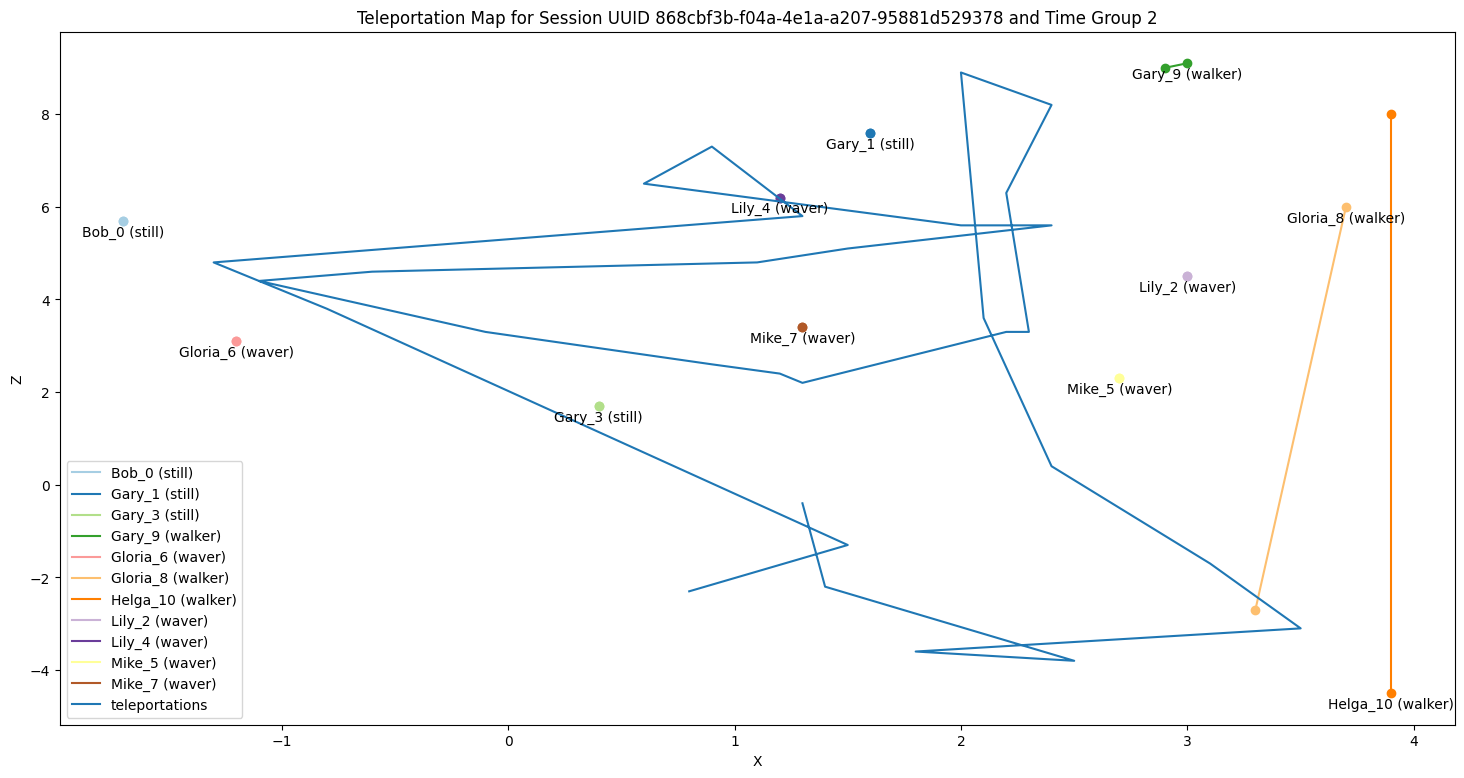 Teleportation Map for Session UUID 868cbf3b-f04a-4e1a-a207-95881d529378 and Time Group 2
Gary_9 (walker)
Gary_1 (still)
Lily_4 (waver)
Bob_0 (still)
Gloria_8 (walker)
Lily_2 (waver)
Mike_7 (waver)
Gloria_6 (waver)
Mike_5 (waver)
Gary_3 (still)
Helga_10 (walker)
8
6
4
2
0
−2
−4
Z
Bob_0 (still)
Gary_1 (still)
Gary_3 (still)
Gary_9 (walker)
Gloria_6 (waver)
Gloria_8 (walker)
Helga_10 (walker)
Lily_2 (waver)
Lily_4 (waver)
Mike_5 (waver)
Mike_7 (waver)
teleportations
−1 0 1 2 3 4
X